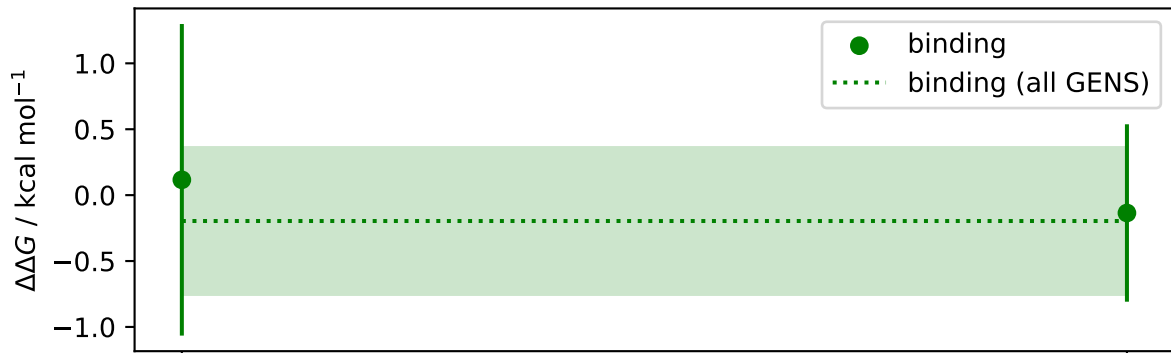 1.0
0.5
0.0
−0.5
−1.0
ΔΔG / kcal mol⁻¹
binding
binding (all GENS)